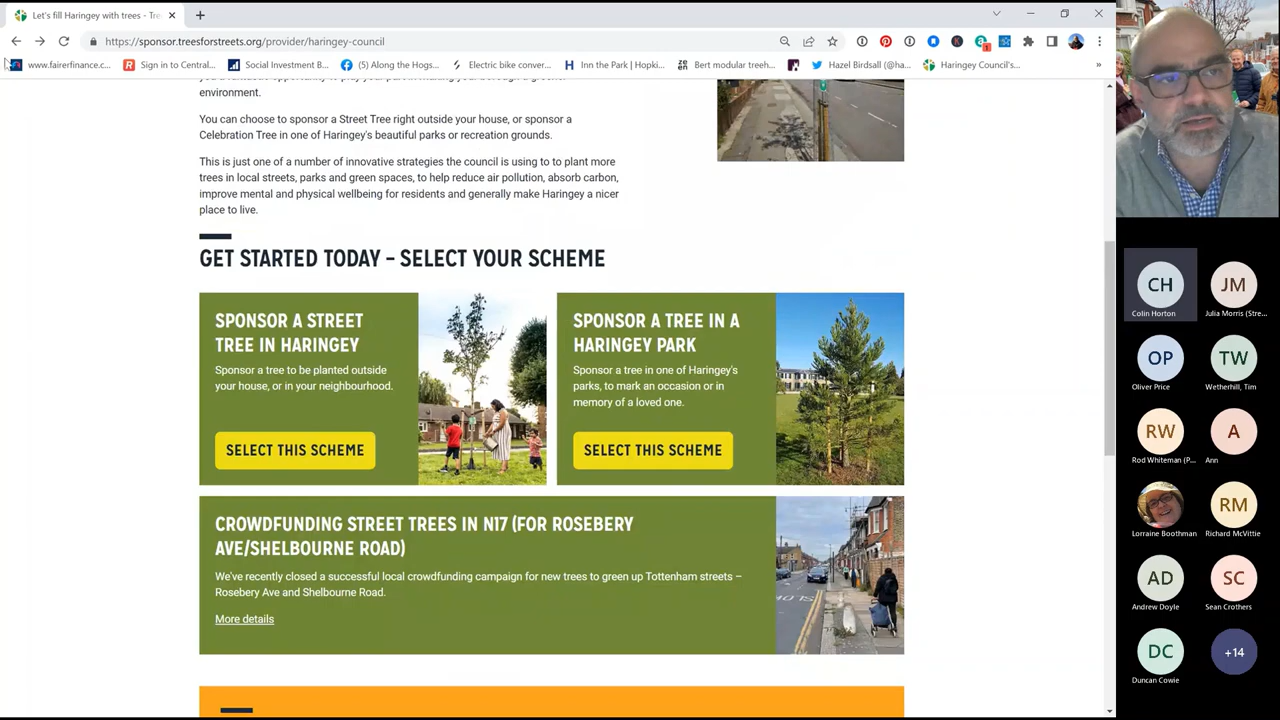 Let's fill Haringey with trees - Tre
https://sponsor.treesforstreets.org/provider/haringey-council
www.fairerfinance.c...
Sign in to Central...
Social Investment B...
(5) Along the Hogs...
Electric bike conver...
Inn the Park | Hopki...
Bert modular treeh...
Hazel Birdsall (@ha...
Haringey Council's...
»
environment.
You can choose to sponsor a Street Tree right outside your house, or sponsor a
Celebration Tree in one of Haringey's beautiful parks or recreation grounds.
This is just one of a number of innovative strategies the council is using to to plant more
trees in local streets, parks and green spaces, to help reduce air pollution, absorb carbon,
improve mental and physical wellbeing for residents and generally make Haringey a nicer
place to live.
GET STARTED TODAY – SELECT YOUR SCHEME
SPONSOR A STREET
TREE IN HARINGEY
Sponsor a tree to be planted outside
your house, or in your neighbourhood.
SELECT THIS SCHEME
SPONSOR A TREE IN A
HARINGEY PARK
Sponsor a tree in one of Haringey's
parks, to mark an occasion or in
memory of a loved one.
SELECT THIS SCHEME
CROWDFUNDING STREET TREES IN N17 (FOR ROSEBERY
AVE/SHELBOURNE ROAD)
We've recently closed a successful local crowdfunding campaign for new trees to green up Tottenham streets –
Rosebery Ave and Shelbourne Road.
More details
CH
Colin Horton
JM
Julia Morris (Stre...
OP
Oliver Price
TW
Wetherhill, Tim
RW
Rod Whiteman (P...
A
Ann
Lorraine Boothman
RM
Richard McVittie
AD
Andrew Doyle
SC
Sean Crothers
DC
Duncan Cowie
+14